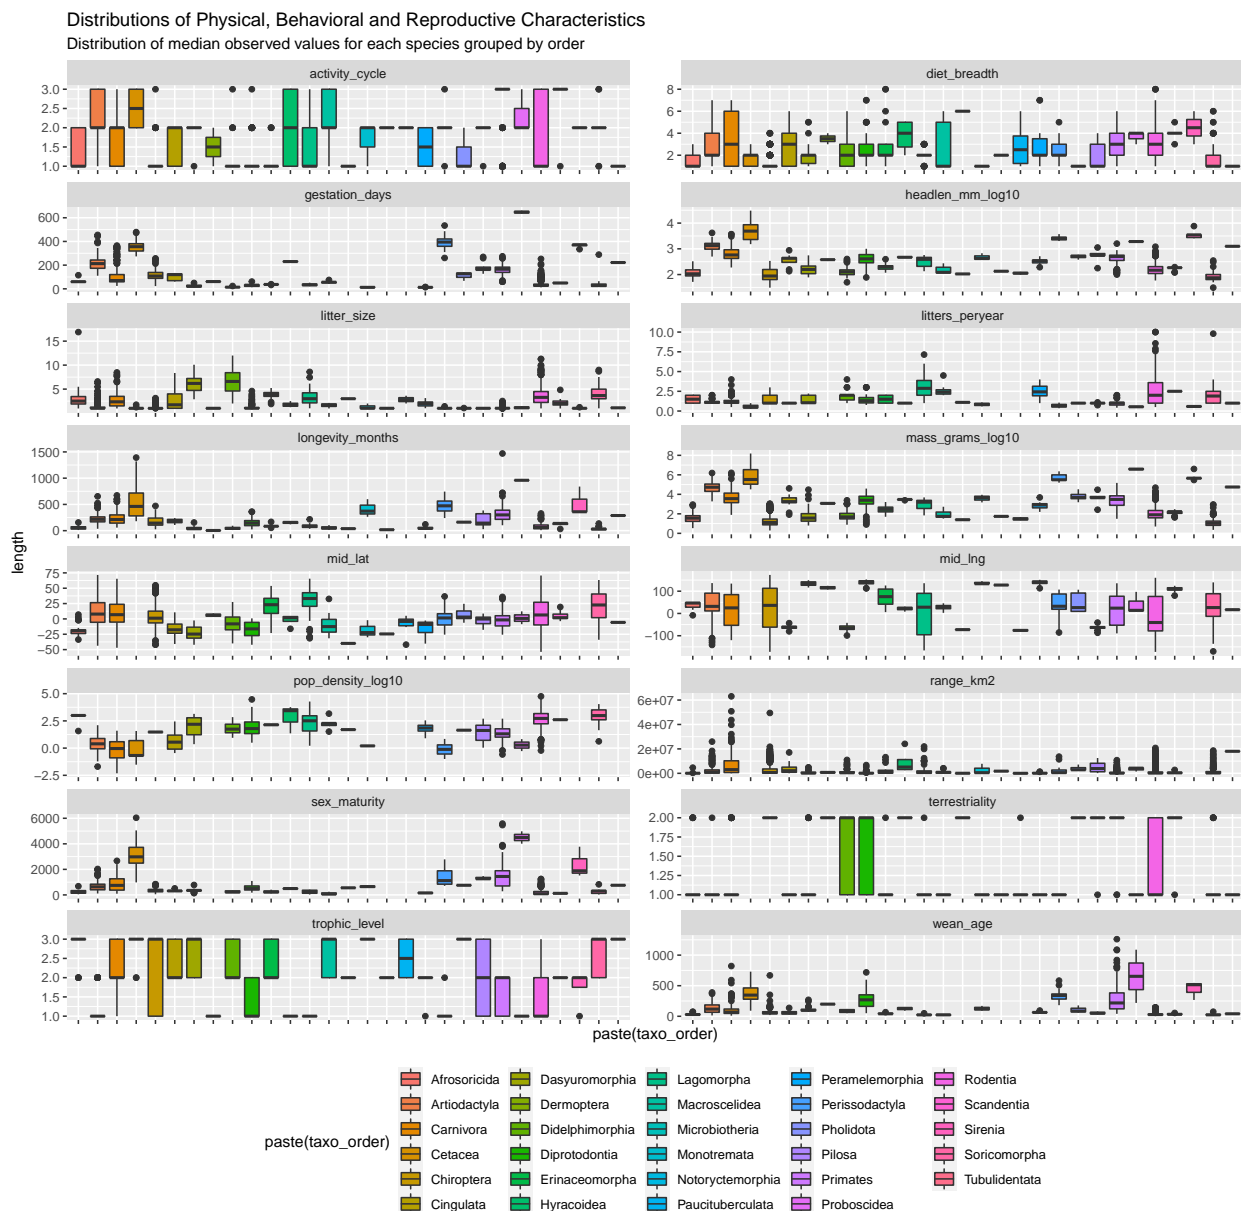 Distributions of Physical, Behavioral and Reproductive Characteristics
Distribution of median observed values for each species grouped by order
activity_cycle
3.0
2.5
2.0
1.5
1.0
diet_breadth
8
6
4
2
gestation_days
600
400
200
0
headlen_mm_log10
4
3
2
litter_size
15
10
5
litters_peryear
10.0
7.5
5.0
2.5
0.0
longevity_months
1500
1000
500
0
mass_grams_log10
8
6
4
2
0
mid_lat
75
50
25
0
−25
−50
mid_lng
100
0
−100
pop_density_log10
5.0
2.5
0.0
−2.5
range_km2
6e+07
4e+07
2e+07
0e+00
sex_maturity
6000
4000
2000
0
terrestriality
2.00
1.75
1.50
1.25
1.00
trophic_level
3.0
2.5
2.0
1.5
1.0
wean_age
1000
500
0
length
paste(taxo_order)
paste(taxo_order)
Afrosoricida
Artiodactyla
Carnivora
Cetacea
Chiroptera
Cingulata
Dasyuromorphia
Dermoptera
Didelphimorphia
Diprotodontia
Erinaceomorpha
Hyracoidea
Lagomorpha
Macroscelidea
Microbiotheria
Monotremata
Notoryctemorphia
Paucituberculata
Peramelemorphia
Perissodactyla
Pholidota
Pilosa
Primates
Proboscidea
Rodentia
Scandentia
Sirenia
Soricomorpha
Tubulidentata